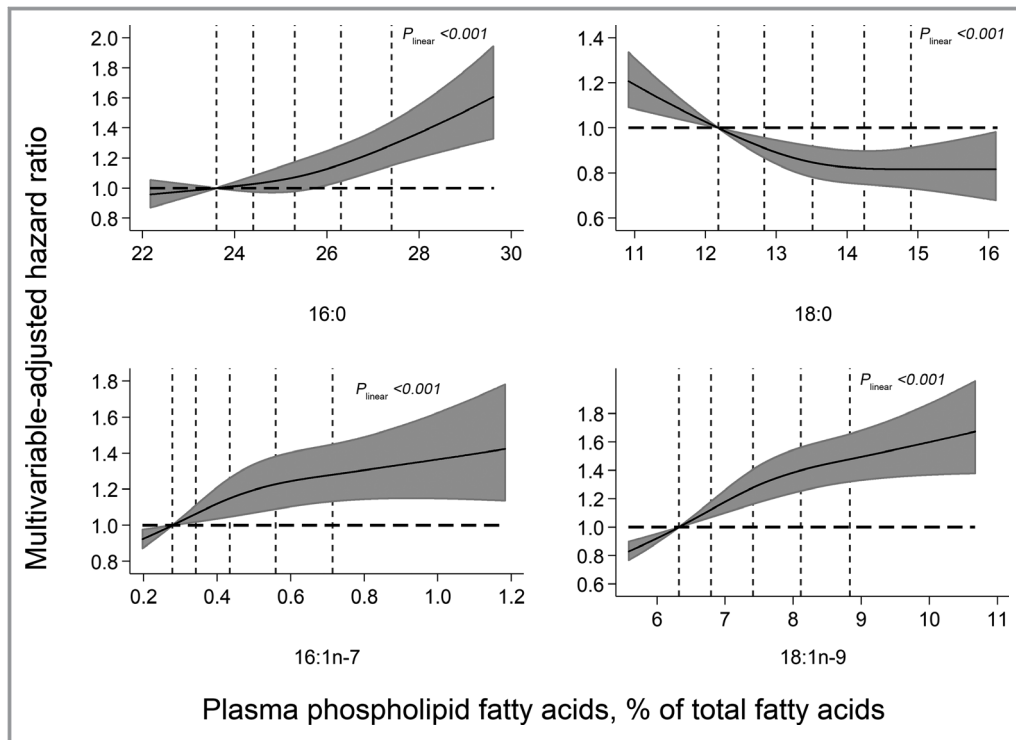 Multivariable-adjusted hazard ratio
P linear <0.001
2.0
1.8
1.6
1.4
1.2
1.0
0.8
22 24 26 28 30
16:0
P linear <0.001
1.4
1.2
1.0
0.8
0.6
11 12 13 14 15 16
18:0
P linear <0.001
1.8
1.6
1.4
1.2
1.0
0.8
0.2 0.4 0.6 0.8 1.0 1.2
16:1n-7
P linear <0.001
1.8
1.6
1.4
1.2
1.0
0.8
0.6
6 7 8 9 10 11
18:1n-9
Plasma phospholipid fatty acids, % of total fatty acids